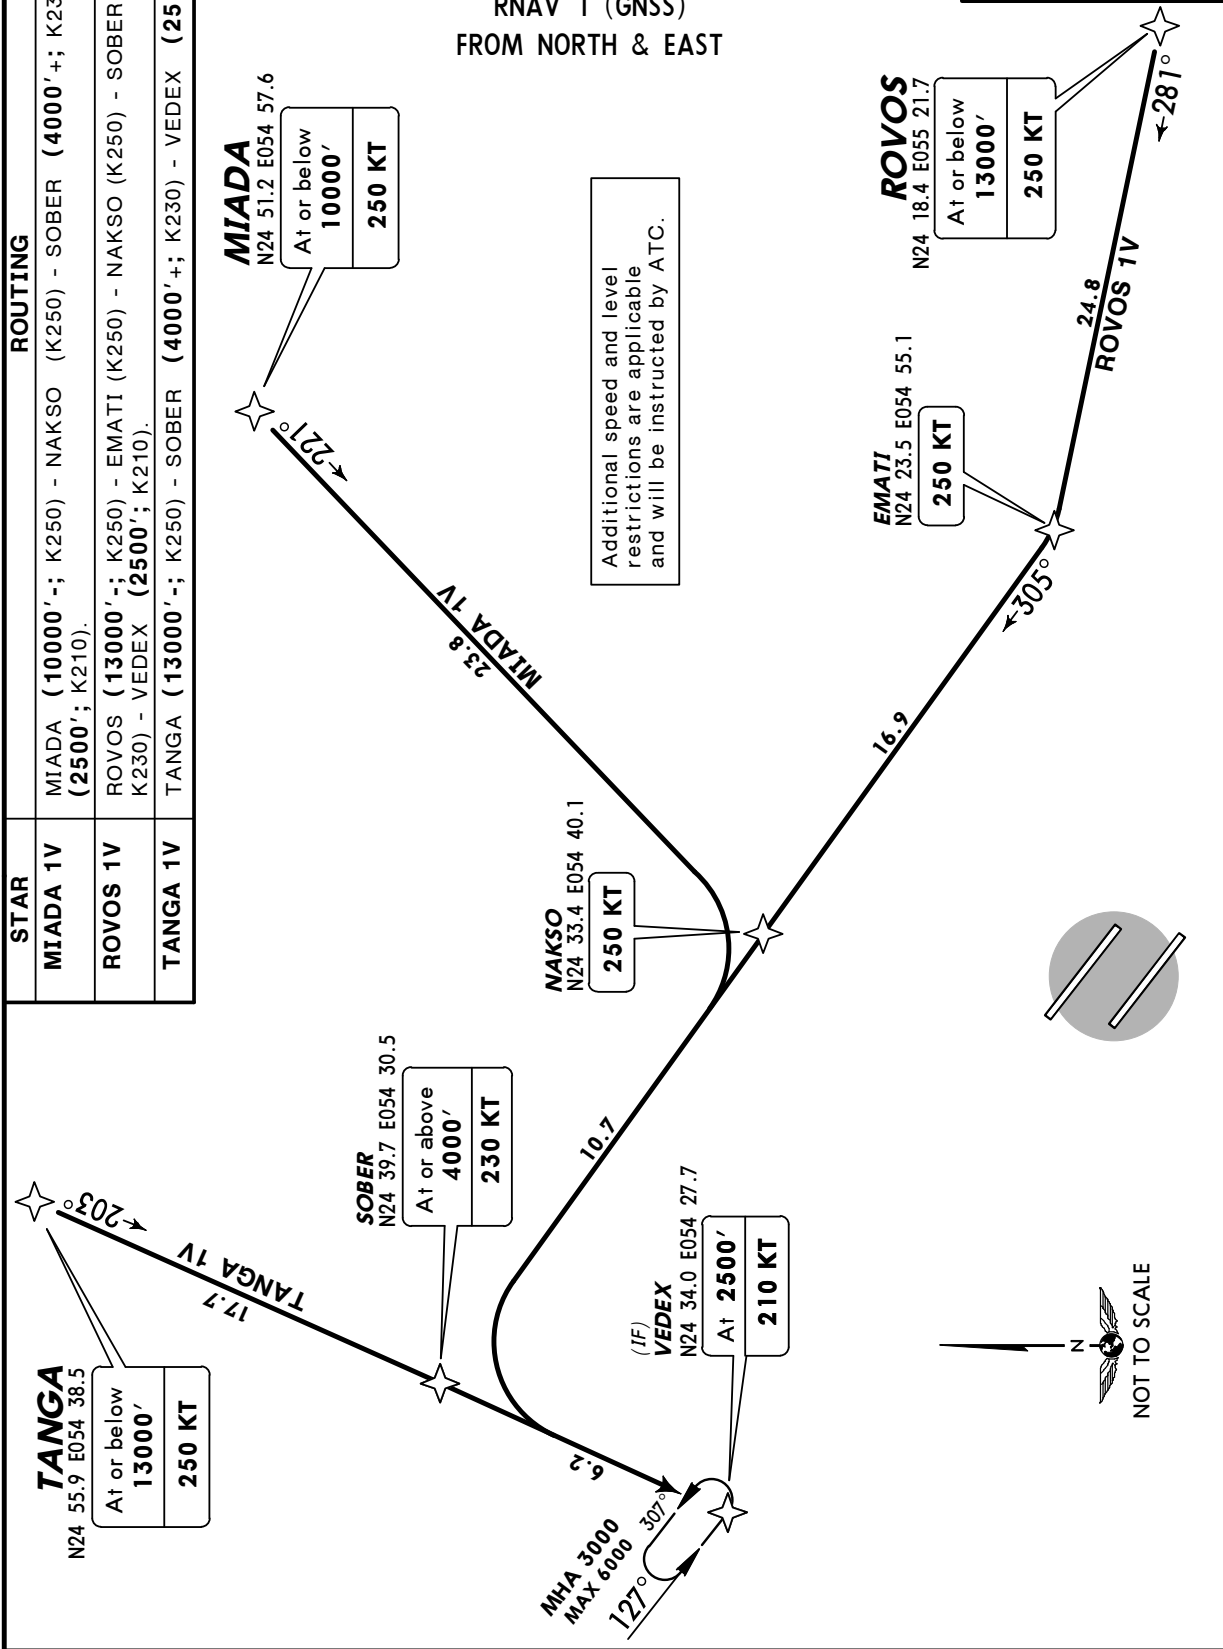 RNAV 1 (GNSS)
FROM NORTH & EAST
STAR
ROUTING
MIADA 1V
MIADA (10000'-; K250) - NAKSO (K250) - SOBER (4000'+; K23
(2500'; K210).
ROVOS 1V
ROVOS (13000'-; K250) - EMATI (K250) - NAKSO (K250) - SOBER
K230) - VEDEX (2500'; K210).
TANGA 1V
TANGA (13000'-; K250) - SOBER (4000'+; K230) - VEDEX (25
TANGA
N24 55.9 E054 38.5
At or below
13000'
250 KT
←203°
TANGA 1V
17.7
MIADA
N24 51.2 E054 57.6
At or below
10000'
250 KT
←221°
MIADA 1V
23.8
Additional speed and level
restrictions are applicable
and will be instructed by ATC.
ROVOS
N24 18.4 E055 21.7
At or below
13000'
250 KT
←281°
24.8
ROVOS 1V
EMATI
N24 23.5 E054 55.1
250 KT
←305°
16.9
NAKSO
N24 33.4 E054 40.1
250 KT
10.7
SOBER
N24 39.7 E054 30.5
At or above
4000'
230 KT
6.2
(IF)
VEDEX
N24 34.0 E054 27.7
At 2500'
210 KT
MHA 3000
MAX 6000
307°
127°
N
NOT TO SCALE